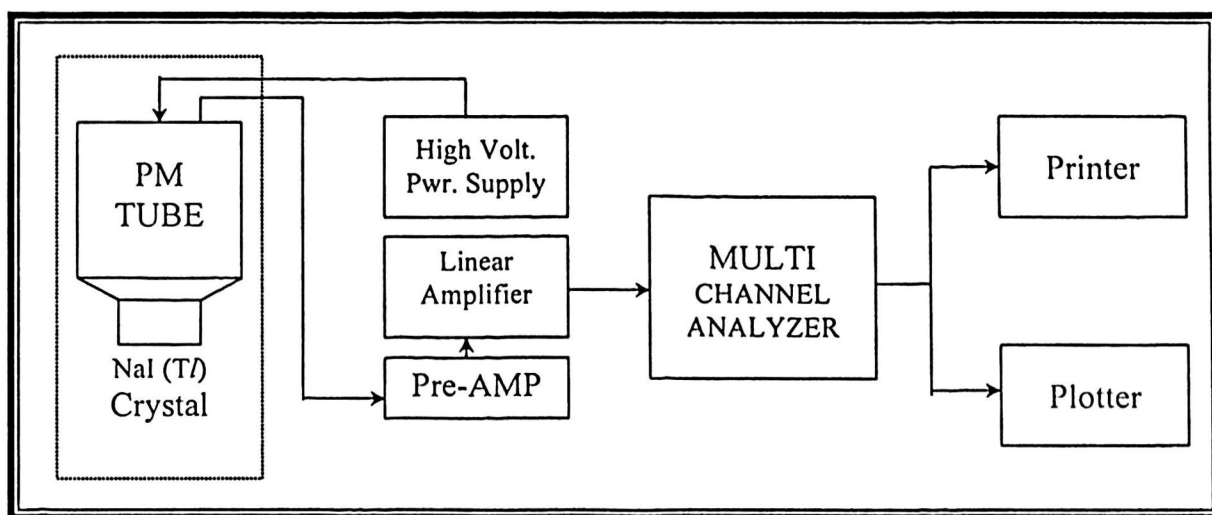 PM
TUBE
NaI (Tl)
Crystal
High Volt.
Pwr. Supply
Linear
Amplifier
Pre-AMP
MULTI
CHANNEL
ANALYZER
Printer
Plotter